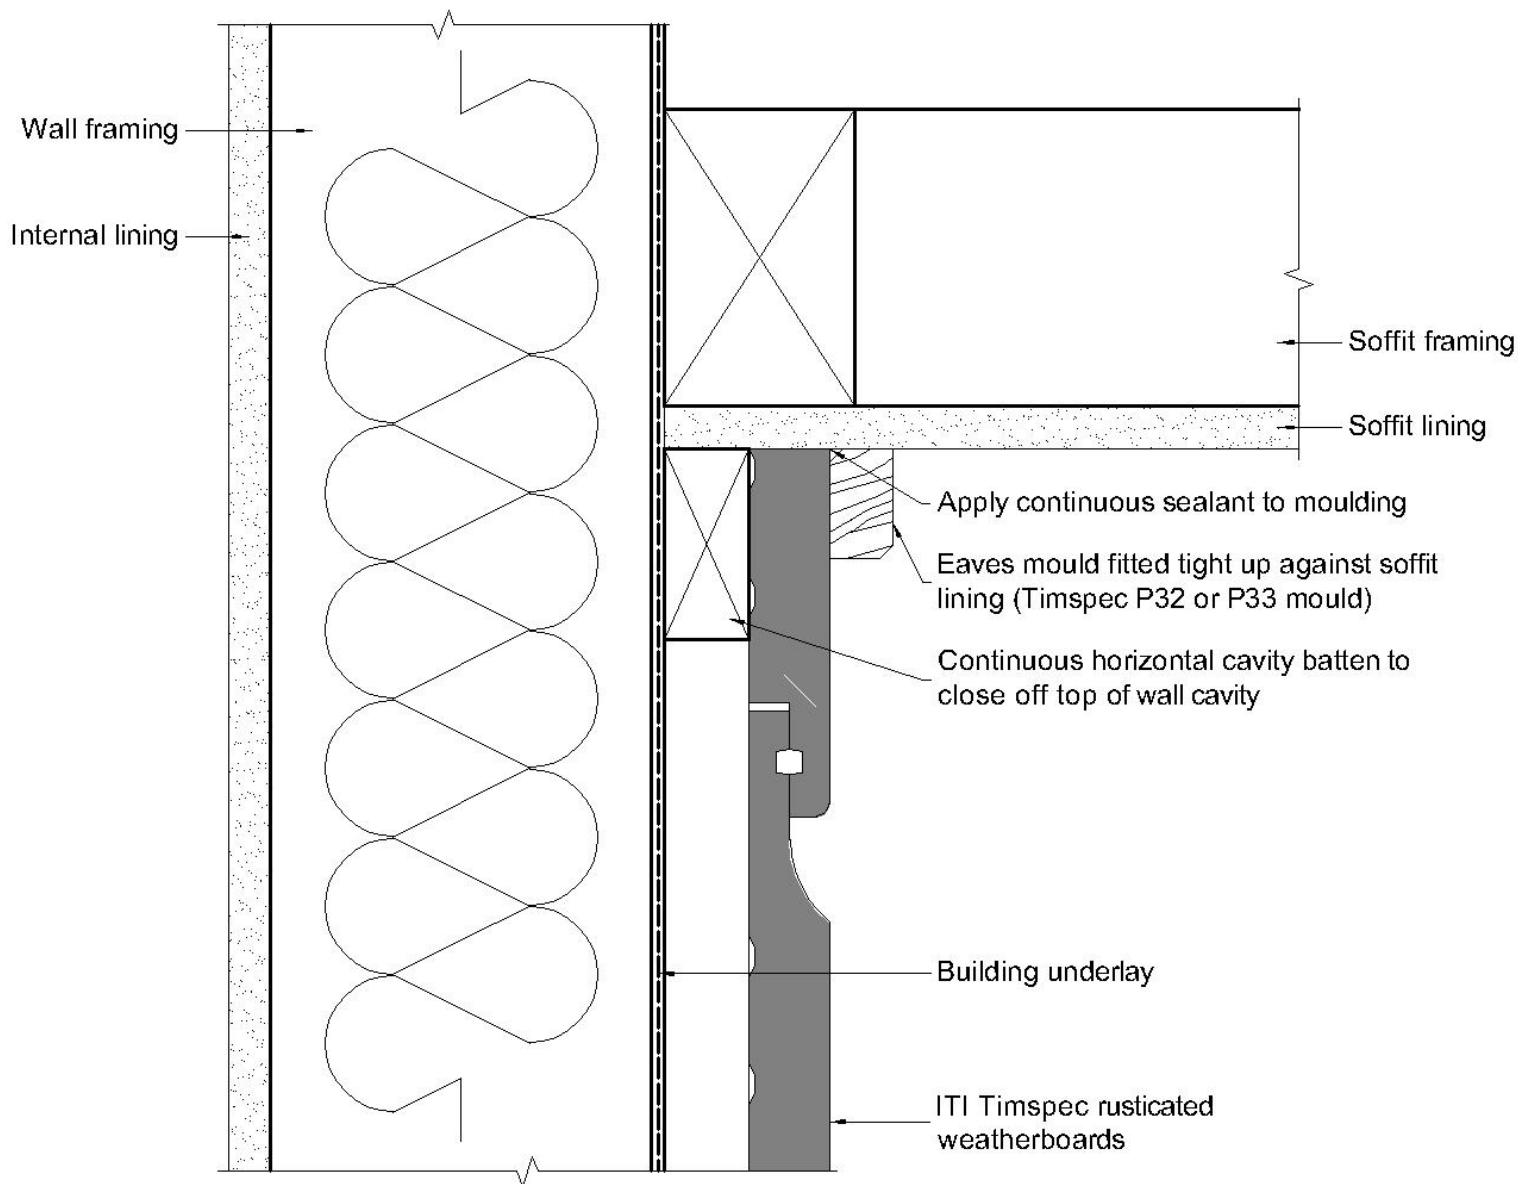 Wall framing
Internal lining
Soffit framing
Soffit lining
Apply continuous sealant to moulding
Eaves mould fitted tight up against soffit
lining (Timspec P32 or P33 mould)
Continuous horizontal cavity batten to
close off top of wall cavity
Building underlay
ITI Timspec rusticated
weatherboards